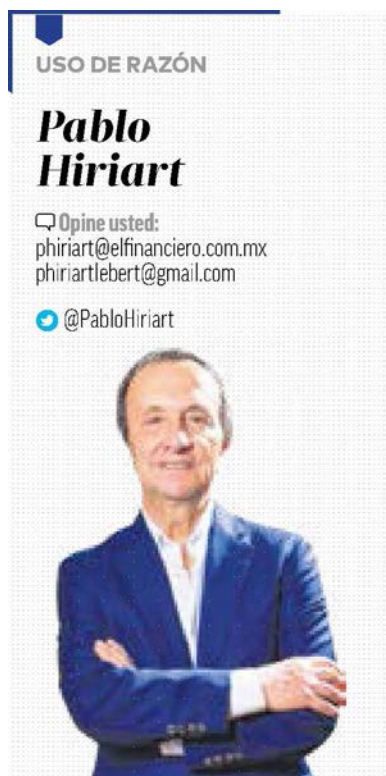 USO DE RAZÓN
Pablo
Hiriart
Opine usted:
phiriart@elfinanciero.com.mx
phiriartlebert@gmail.com
@PabloHiriart